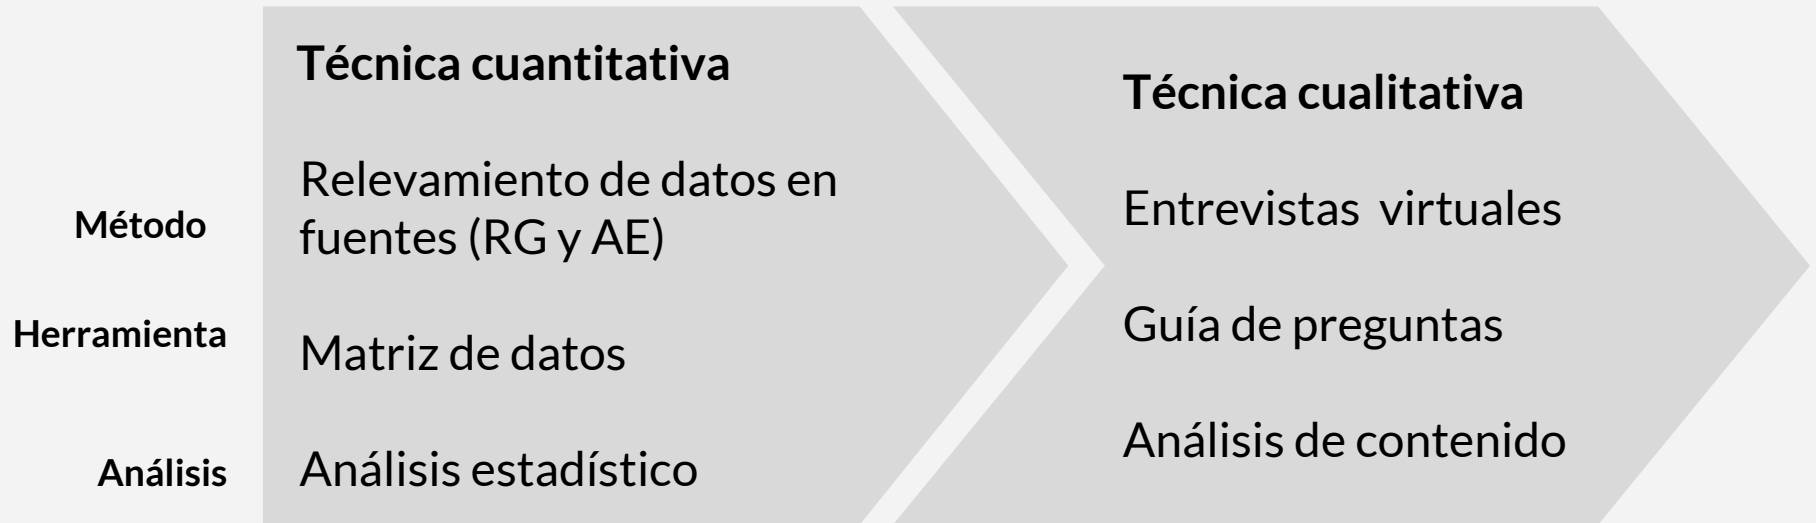 Técnica cuantitativa
Técnica cualitativa
Método
Relevamiento de datos en
fuentes (RG y AE)
Entrevistas  virtuales
Herramienta
Matriz de datos
Guía de preguntas
Análisis
Análisis estadístico
Análisis de contenido